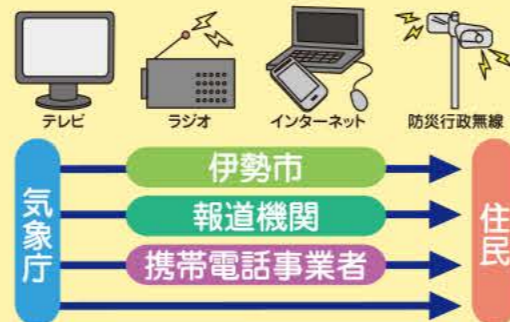 テレビ ラジオ インターネット 防災行政無線
気象庁
伊勢市
報道機関
携帯電話事業者
住民